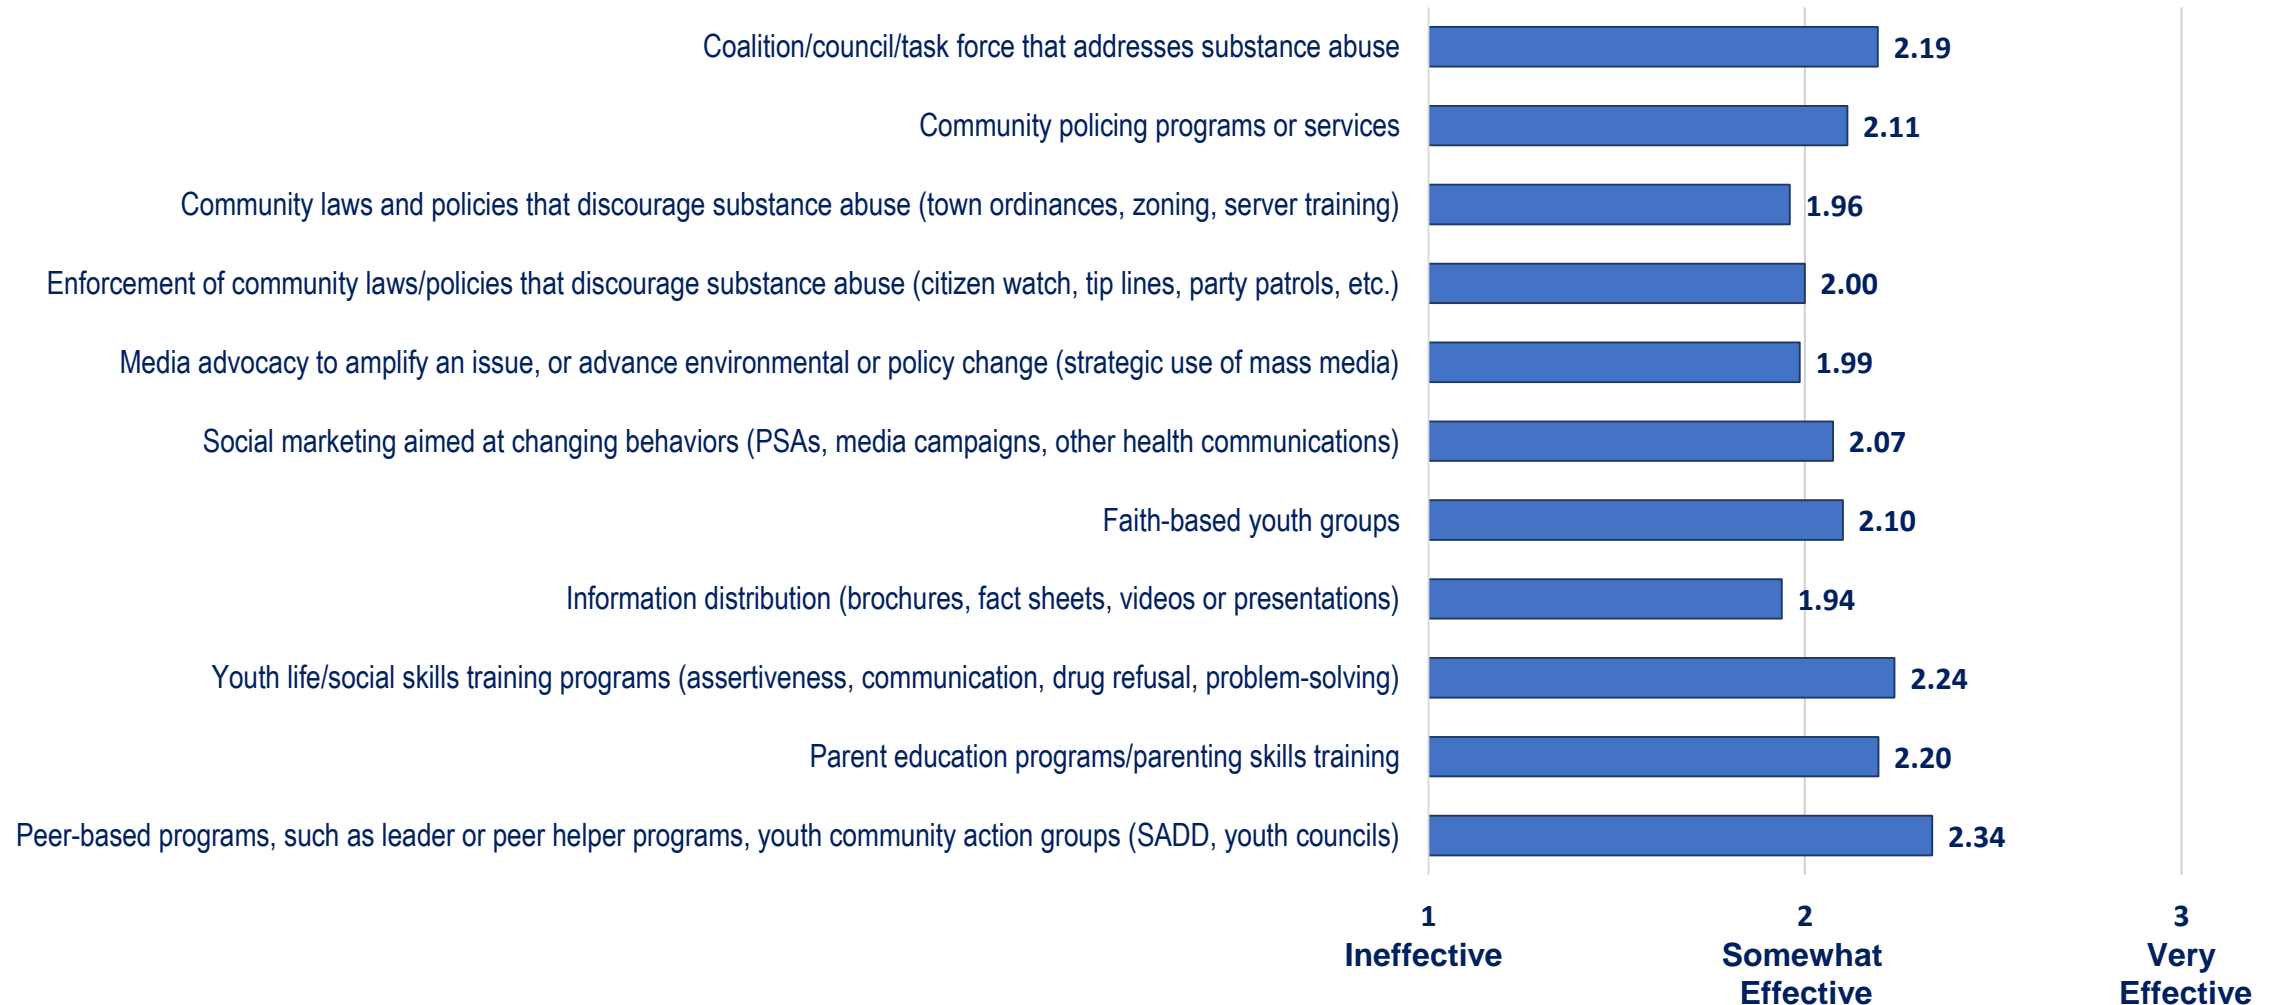 Coalition/council/task force that addresses substance abuse 2.19
Community policing programs or services 2.11
Community laws and policies that discourage substance abuse (town ordinances, zoning, server training) 1.96
Enforcement of community laws/policies that discourage substance abuse (citizen watch, tip lines, party patrols, etc.) 2.00
Media advocacy to amplify an issue, or advance environmental or policy change (strategic use of mass media) 1.99
Social marketing aimed at changing behaviors (PSAs, media campaigns, other health communications) 2.07
Faith-based youth groups 2.10
Information distribution (brochures, fact sheets, videos or presentations) 1.94
Youth life/social skills training programs (assertiveness, communication, drug refusal, problem-solving) 2.24
Parent education programs/parenting skills training 2.20
Peer-based programs, such as leader or peer helper programs, youth community action groups (SADD, youth councils) 2.34
1 2 3
Ineffective Somewhat Very
Effective Effective